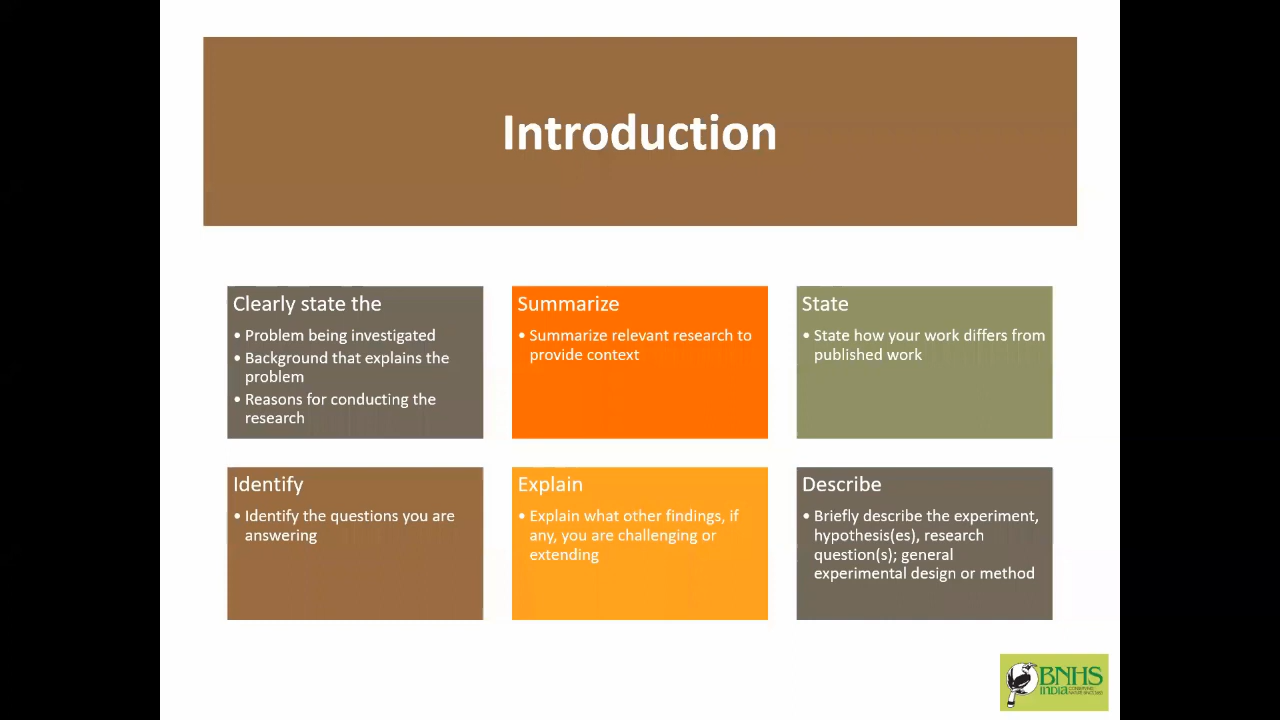 Introduction
Clearly state the
• Problem being investigated
• Background that explains the
problem
• Reasons for conducting the
research
Summarize
• Summarize relevant research to
provide context
State
• State how your work differs from
published work
Identify
• Identify the questions you are
answering
Explain
• Explain what other findings, if
any, you are challenging or
extending
Describe
• Briefly describe the experiment,
hypothesis(es), research
question(s); general
experimental design or method
BNHS
INDIA